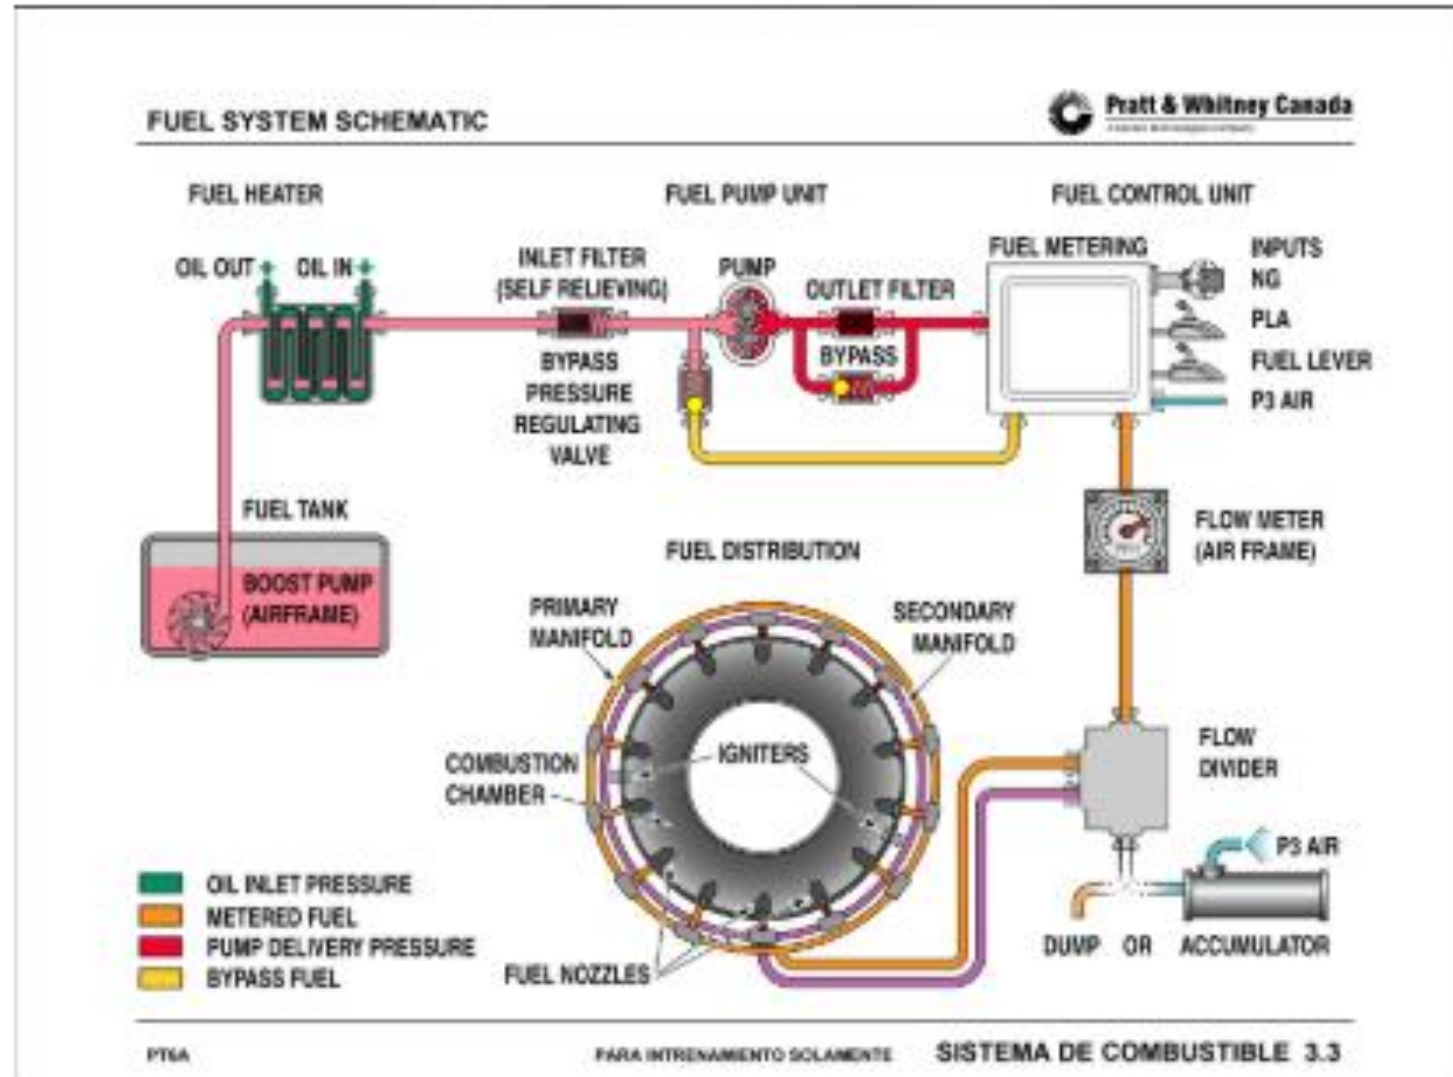 FUEL SYSTEM SCHEMATIC
Pratt & Whitney Canada
FUEL HEATER
FUEL PUMP UNIT
FUEL CONTROL UNIT
OIL OUT
OIL IN
INLET FILTER
(SELF RELIEVING)
PUMP
OUTLET FILTER
BYPASS
FUEL METERING
INPUTS
NG
PLA
FUEL LEVER
P3 AIR
BYPASS
PRESSURE
REGULATING
VALVE
FUEL TANK
BOOST PUMP
(AIRFRAME)
FLOW METER
(AIR FRAME)
FUEL DISTRIBUTION
PRIMARY
MANIFOLD
SECONDARY
MANIFOLD
COMBUSTION
CHAMBER
IGNITERS
FLOW
DIVIDER
P3 AIR
DUMP OR ACCUMULATOR
FUEL NOZZLES
OIL INLET PRESSURE
METERED FUEL
PUMP DELIVERY PRESSURE
BYPASS FUEL
PT6A
PARA INTRENAMIENTO SOLAMENTE
SISTEMA DE COMBUSTIBLE 3.3